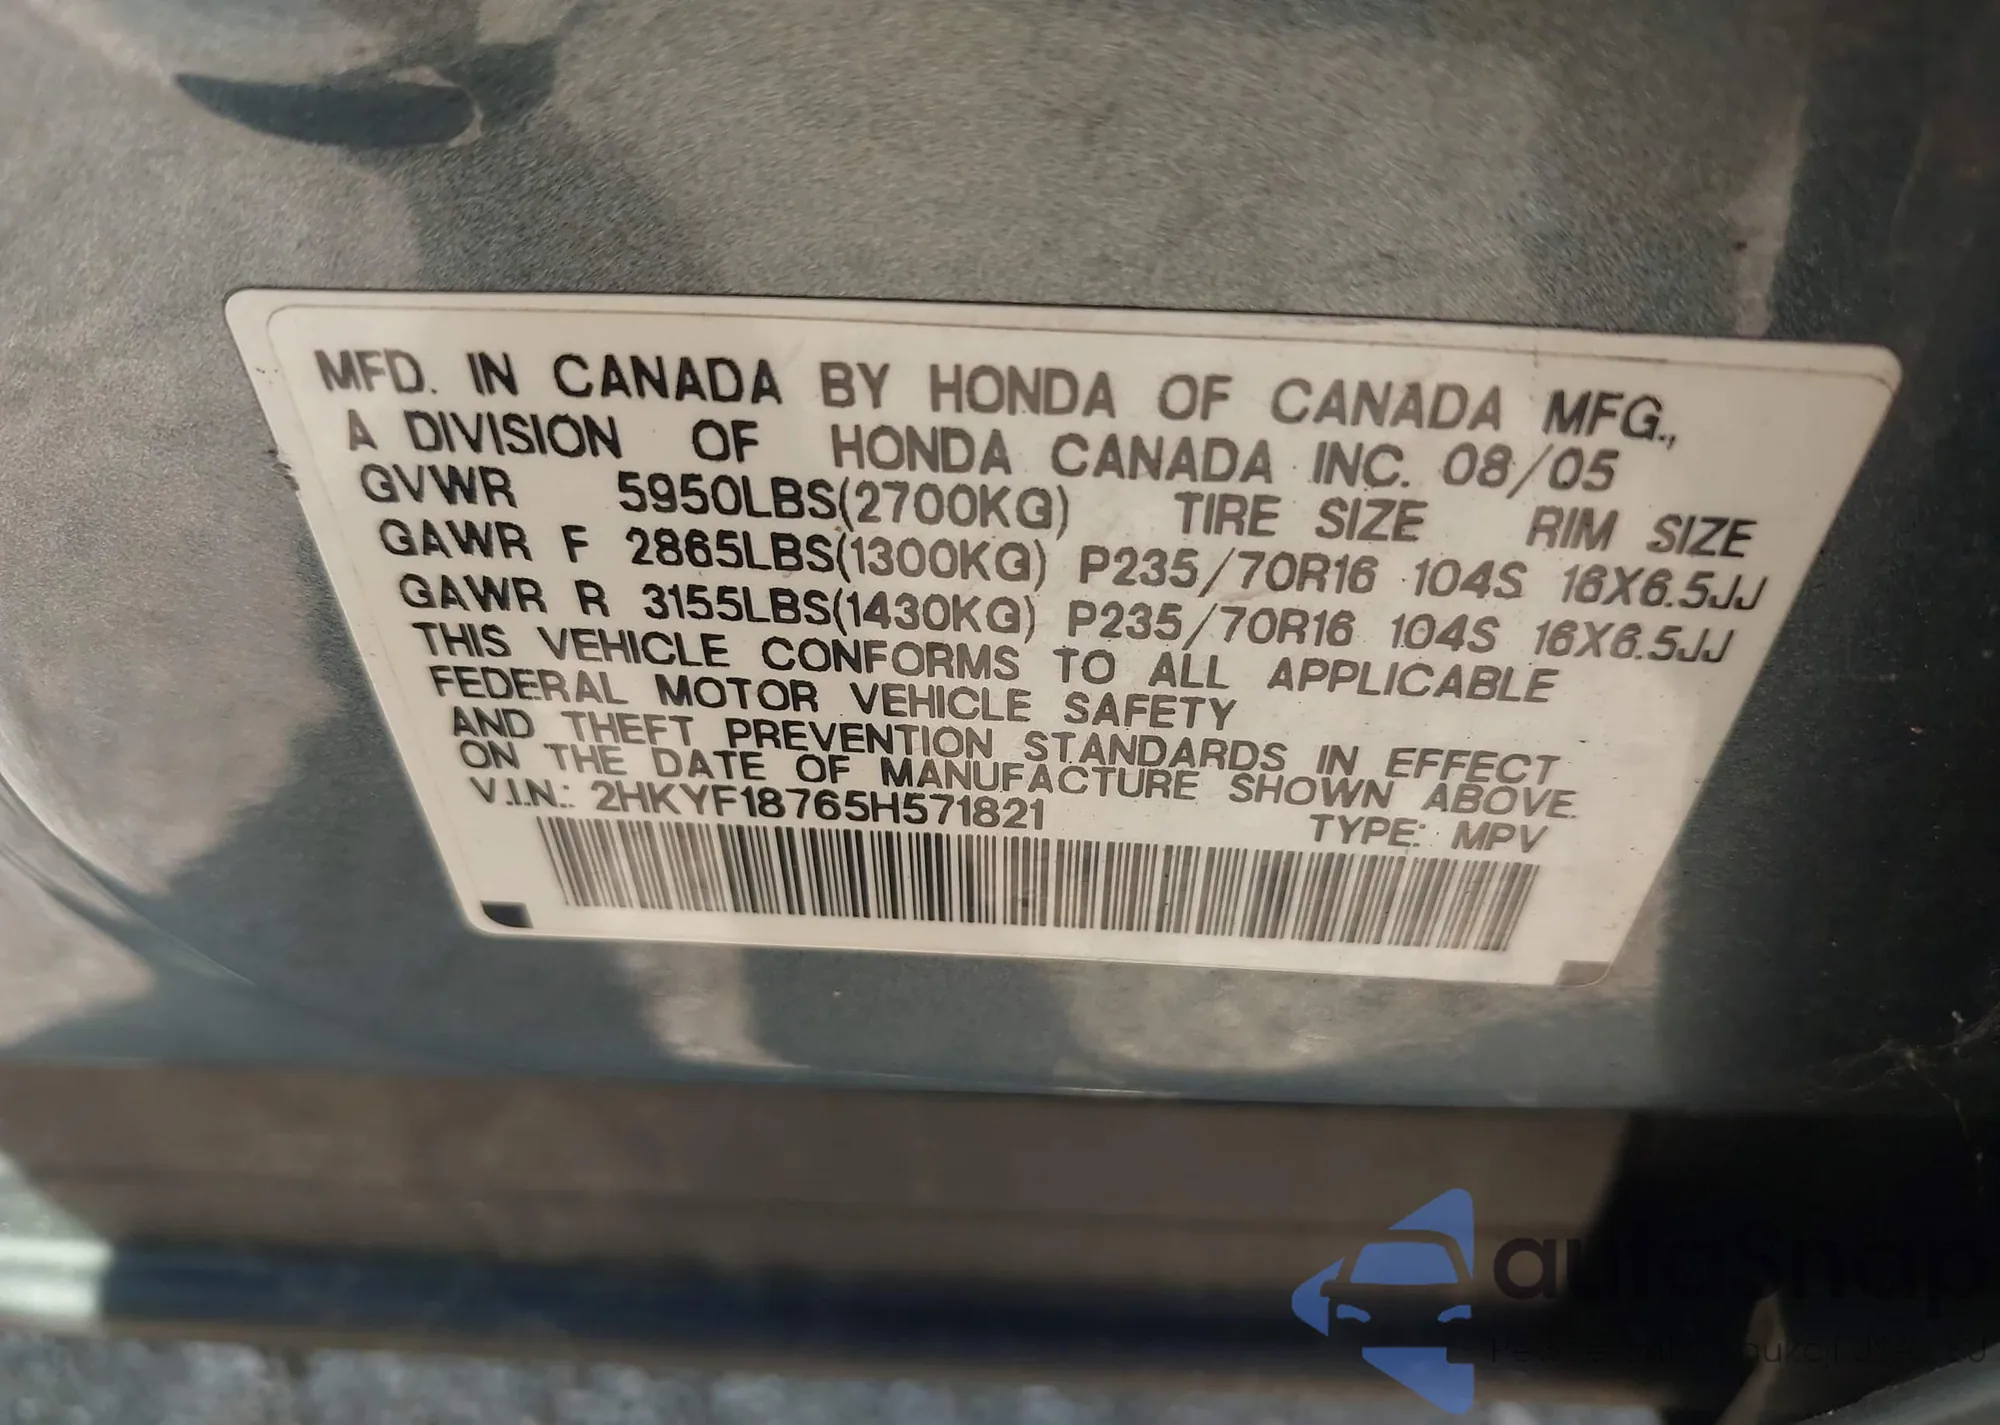 MFD. IN CANADA BY HONDA OF CANADA MFG.,
A DIVISION OF HONDA CANADA INC. 08/05
GVWR 5950LBS(2700KG) TIRE SIZE RIM SIZE
GAWR F 2865LBS(1300KG) P235/70R16 104S 16X6.5JJ
GAWR R 3155LBS(1430KG) P235/70R16 104S 16X6.5JJ
THIS VEHICLE CONFORMS TO ALL APPLICABLE
FEDERAL MOTOR VEHICLE SAFETY
AND THEFT PREVENTION STANDARDS IN EFFECT
ON THE DATE OF MANUFACTURE SHOWN ABOVE.
V.I.N.: 2HKYF18765H571821
TYPE: MPV